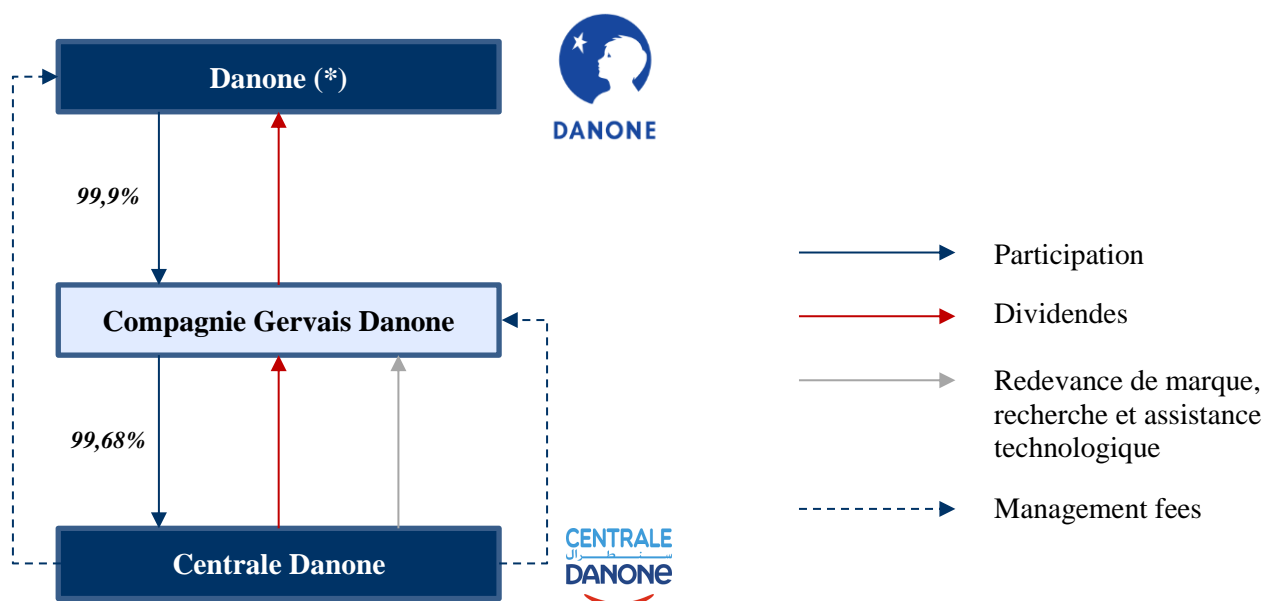 Danone (*)
DANONE
99,9%
Participation
Dividendes
Compagnie Gervais Danone
Redevance de marque,
recherche et assistance
technologique
99,68%
Management fees
CENTRALE
سنطرال
DANONE
Centrale Danone